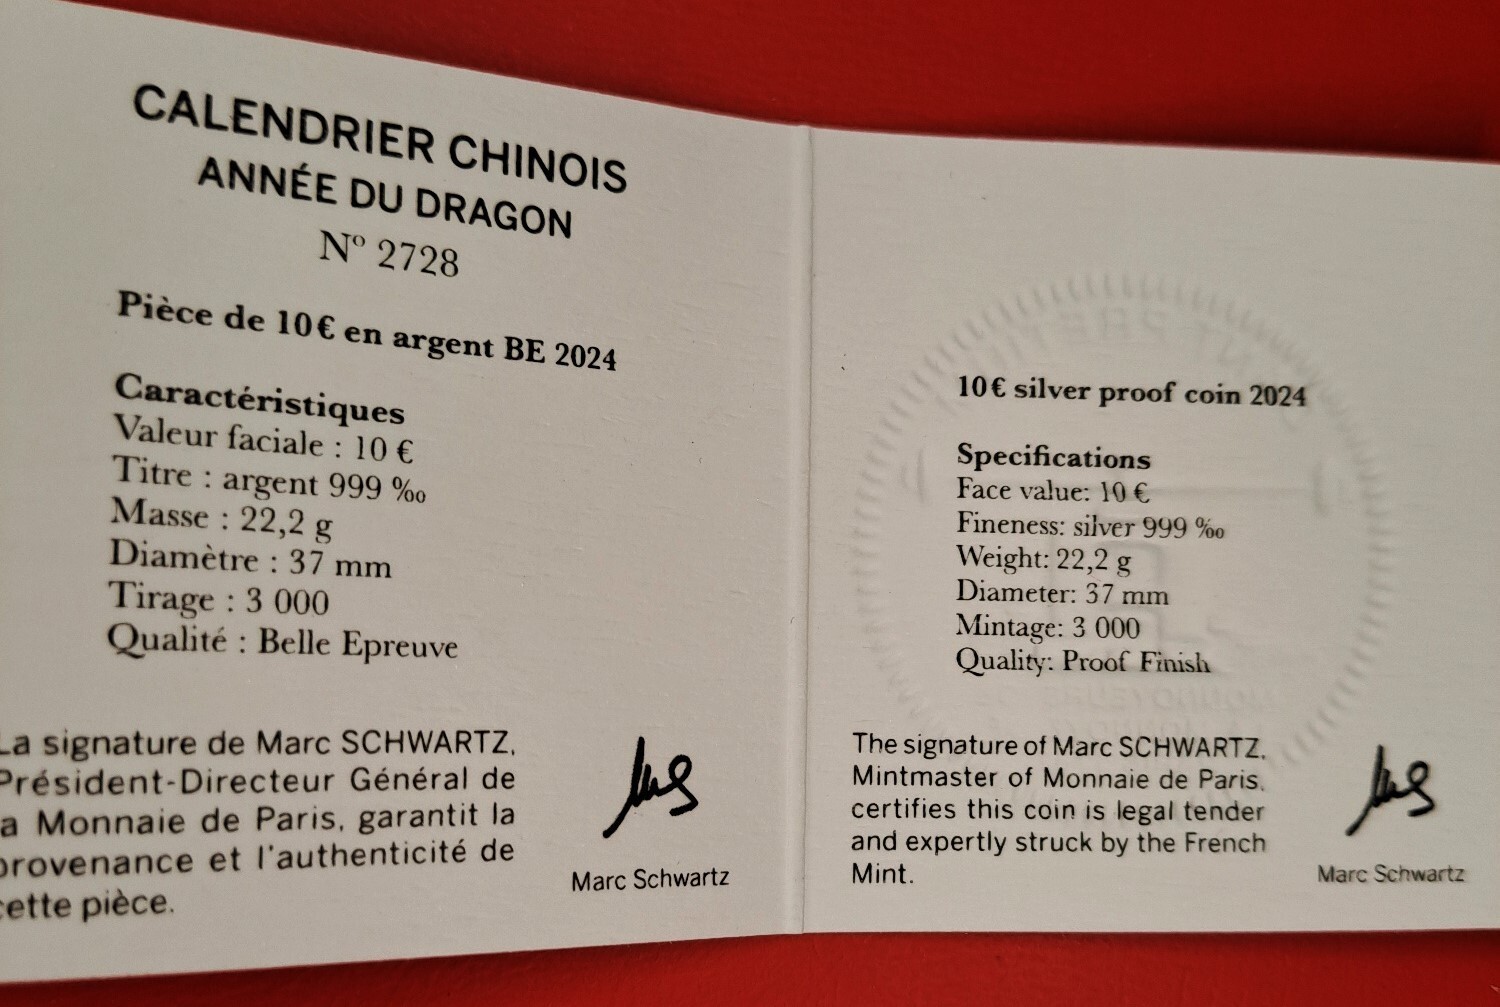 CALENDRIER CHINOIS
ANNÉE DU DRAGON
Nº 2728
Pièce de 10€ en argent BE 2024
Caractéristiques
Valeur faciale : 10 €
Titre : argent 999 ‰
Masse : 22,2 g
Diamètre : 37 mm
Tirage : 3 000
Qualité : Belle Epreuve
La signature de Marc SCHWARTZ,
Président-Directeur Général de
la Monnaie de Paris, garantit la
provenance et l'authenticité de
cette pièce.
Marc Schwartz
10€ silver proof coin 2024
Specifications
Face value: 10 €
Fineness: silver 999 ‰
Weight: 22,2 g
Diameter: 37 mm
Mintage: 3 000
Quality: Proof Finish
The signature of Marc SCHWARTZ,
Mintmaster of Monnaie de Paris,
certifies this coin is legal tender
and expertly struck by the French
Mint.
Marc Schwartz